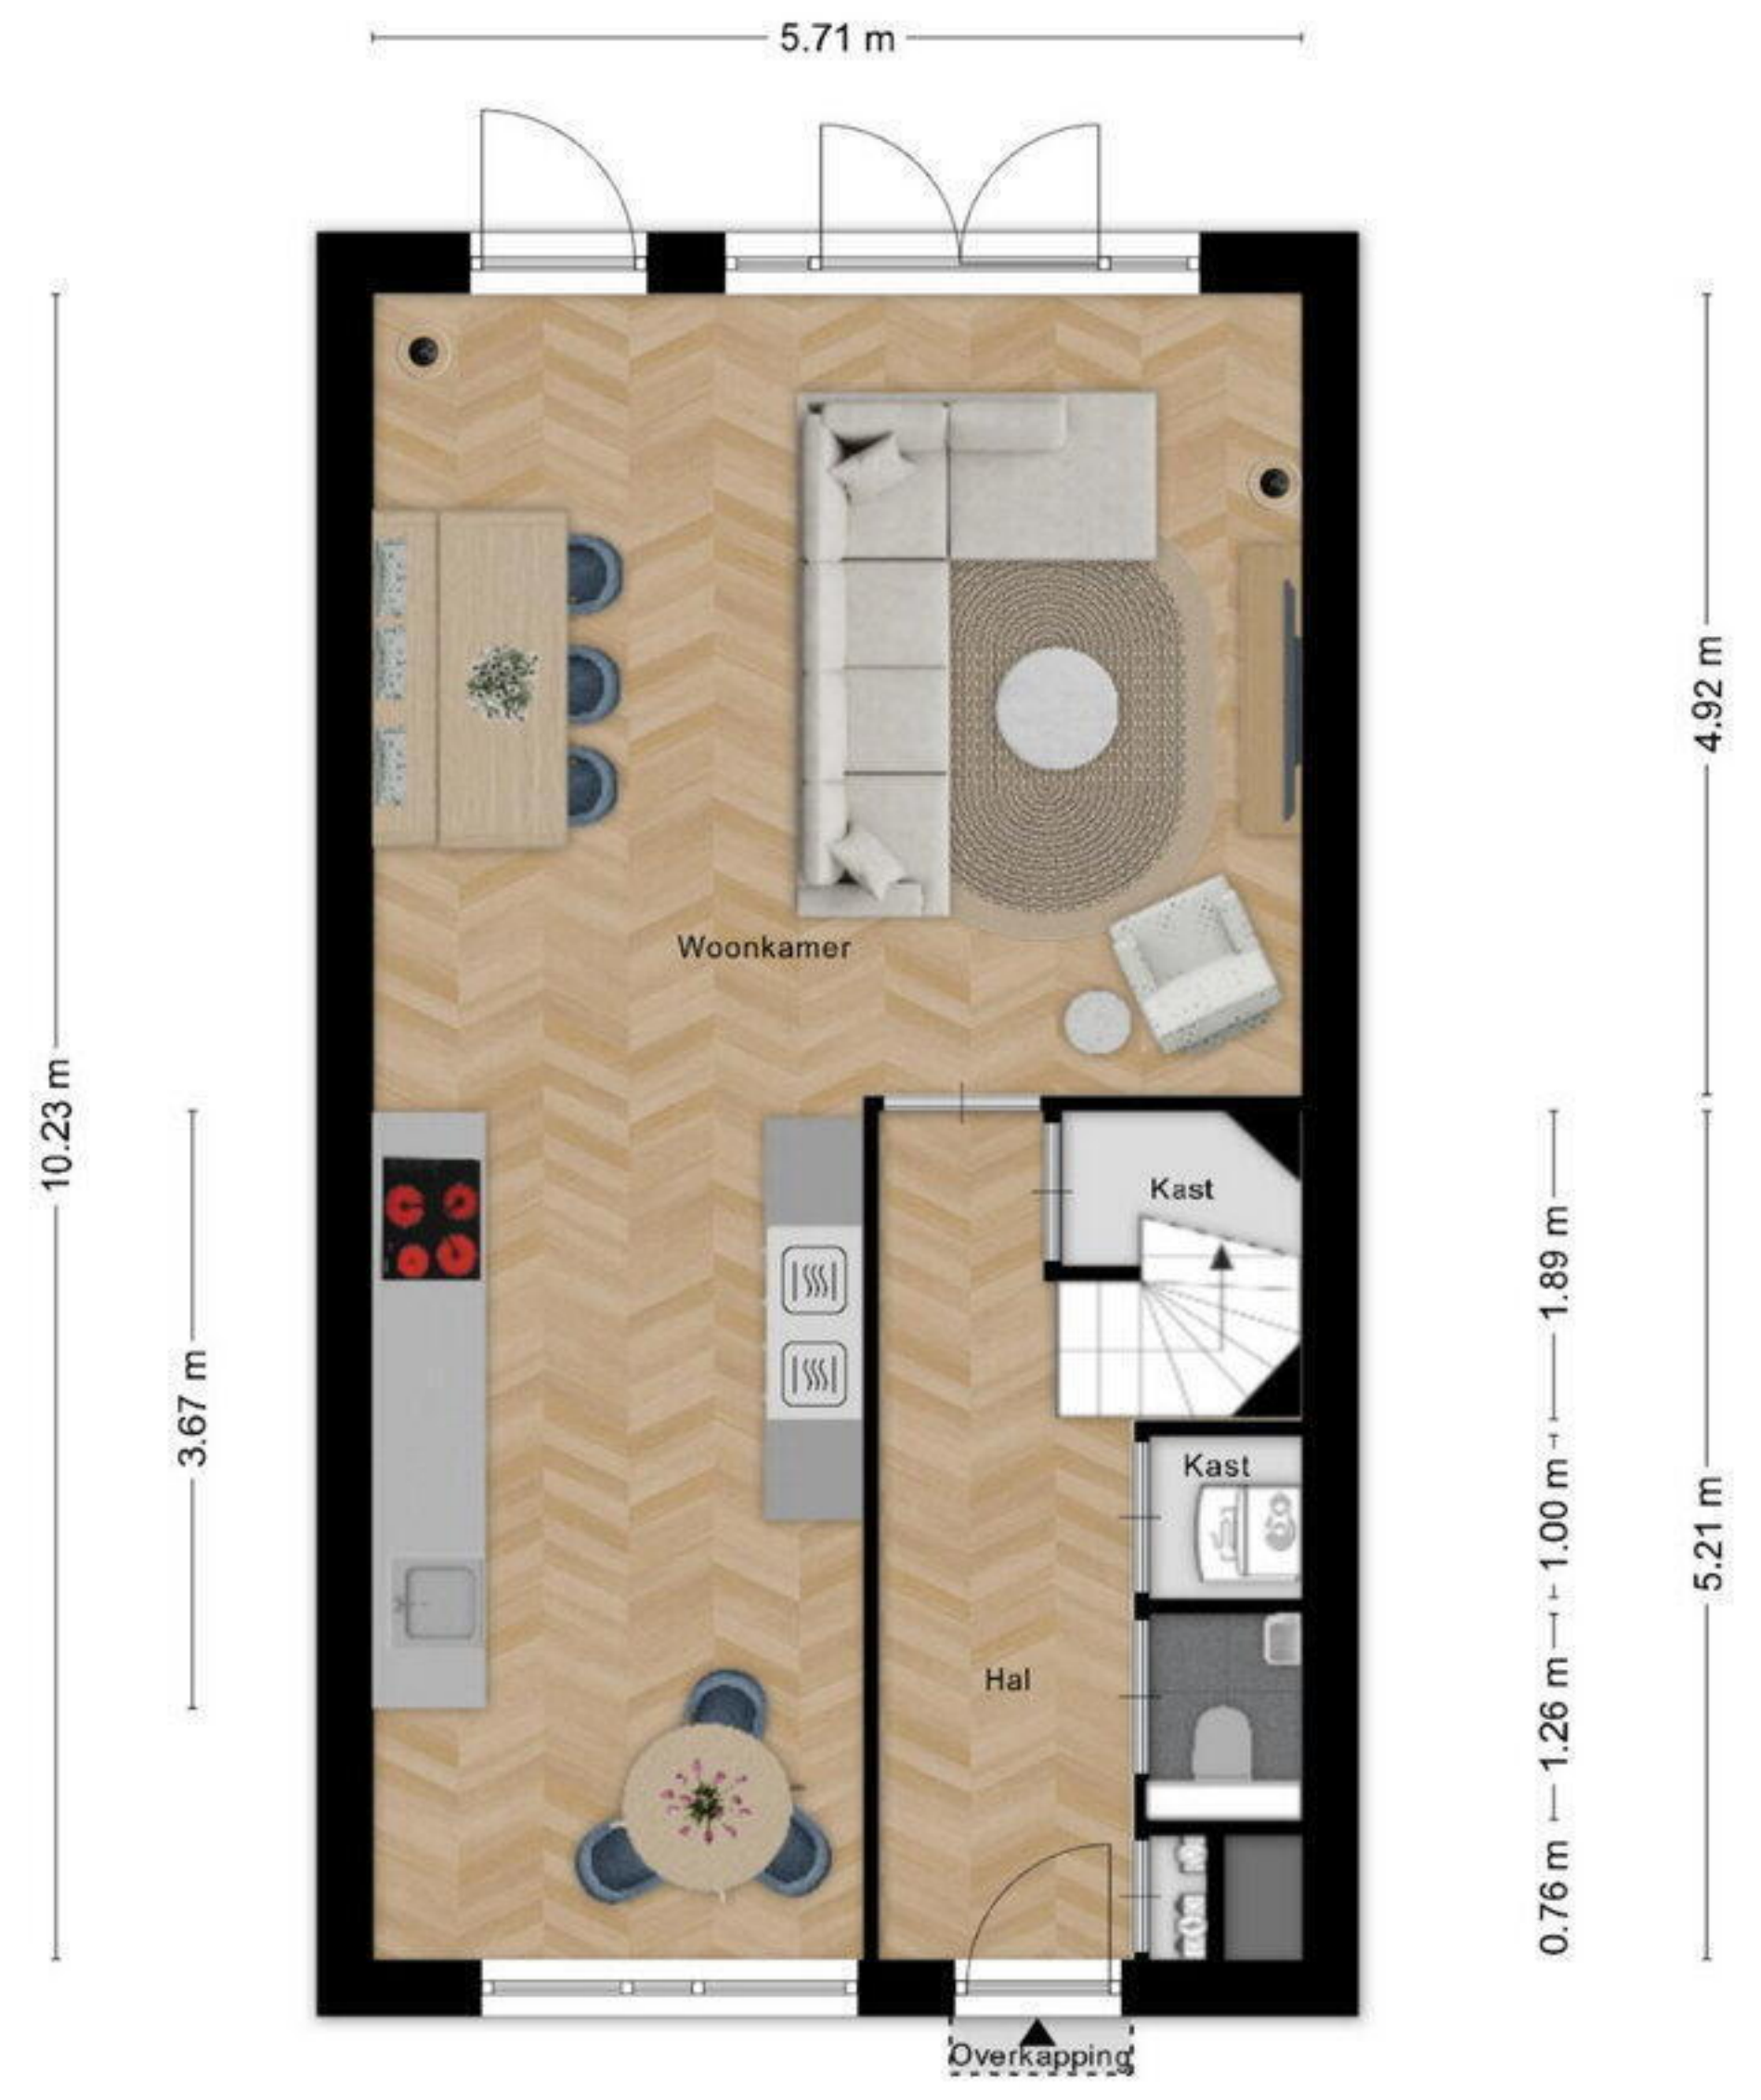 5.71 m
4.92 m
Woonkamer
10.23 m
Kast
1.89 m
3.67 m
Kast
1.00 m
5.21 m
Hal
1.26 m
0.76 m
Overkapping